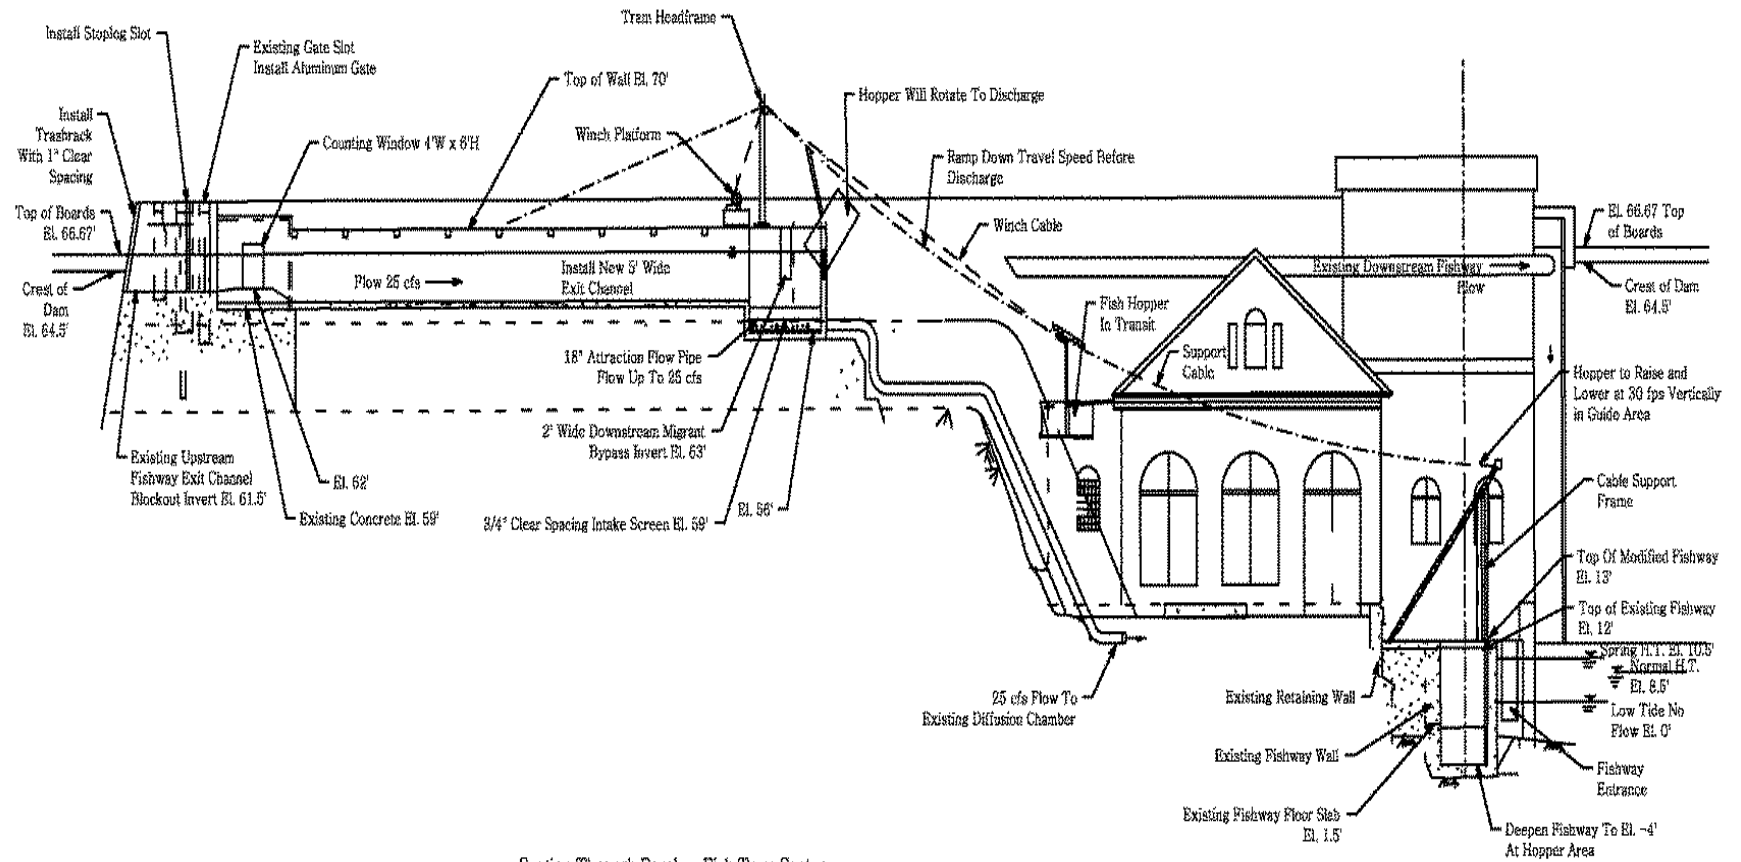 Tram Headframe
Install Stoplog Slot
Existing Gate Slot
Install Aluminum Gate
Top of Wall El. 70'
Hopper Will Rotate To Discharge
Install
Trashrack
With 1" Clear
Spacing
Counting Window 4'W x 6'H
Winch Platform
Ramp Down Travel Speed Before
Discharge
Top of Boards
El. 66.67'
El. 66.67 Top
of Boards
Winch Cable
Flow 25 cfs
Install New 5' Wide
Exit Channel
Existing Downstream Fishway
Flow
Crest of
Dam
El. 64.5'
Crest of Dam
El. 64.5'
Fish Hopper
In Transit
18" Attraction Flow Pipe
Flow Up To 25 cfs
Support
Cable
Hopper to Raise and
Lower at 30 fps Vertically
in Guide Area
2' Wide Downstream Migrant
Bypass Invert El. 63'
Existing Upstream
Fishway Exit Channel
Blockout Invert El. 61.5'
El. 62'
Existing Concrete El. 59'
3/4" Clear Spacing Intake Screen El. 59'
El. 56'
Cable Support
Frame
Top Of Modified Fishway
El. 13'
Top of Existing Fishway
El. 12'
Spring H.T. El. 10.5'
Normal H.T.
El. 8.5'
25 cfs Flow To
Existing Diffusion Chamber
Existing Retaining Wall
Low Tide No
Flow El. 0'
Existing Fishway Wall
Fishway
Entrance
Existing Fishway Floor Slab
El. 1.5'
Deepen Fishway To El. -4'
At Hopper Area